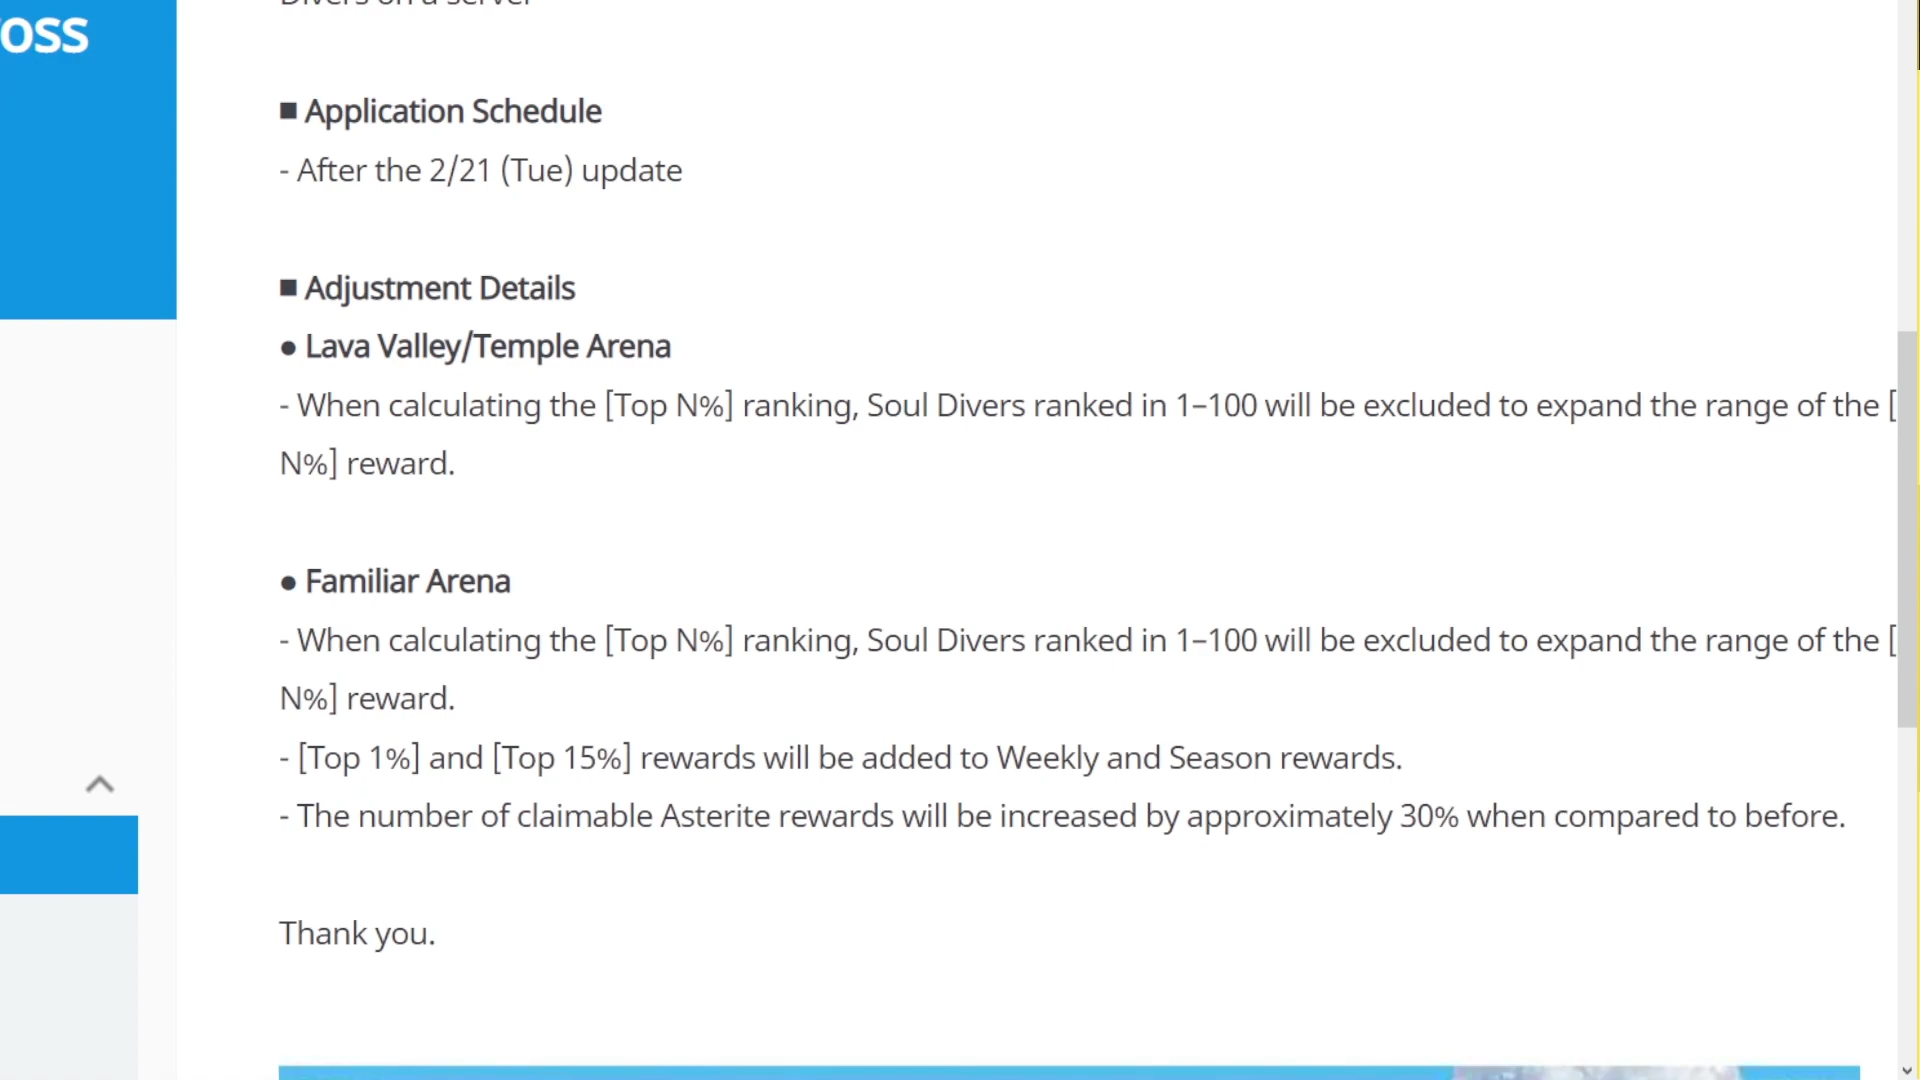 oss
Divers on a server
■ Application Schedule
- After the 2/21 (Tue) update
■ Adjustment Details
● Lava Valley/Temple Arena
- When calculating the [Top N%] ranking, Soul Divers ranked in 1–100 will be excluded to expand the range of the [
N%] reward.
● Familiar Arena
- When calculating the [Top N%] ranking, Soul Divers ranked in 1–100 will be excluded to expand the range of the [
N%] reward.
- [Top 1%] and [Top 15%] rewards will be added to Weekly and Season rewards.
- The number of claimable Asterite rewards will be increased by approximately 30% when compared to before.
Thank you.